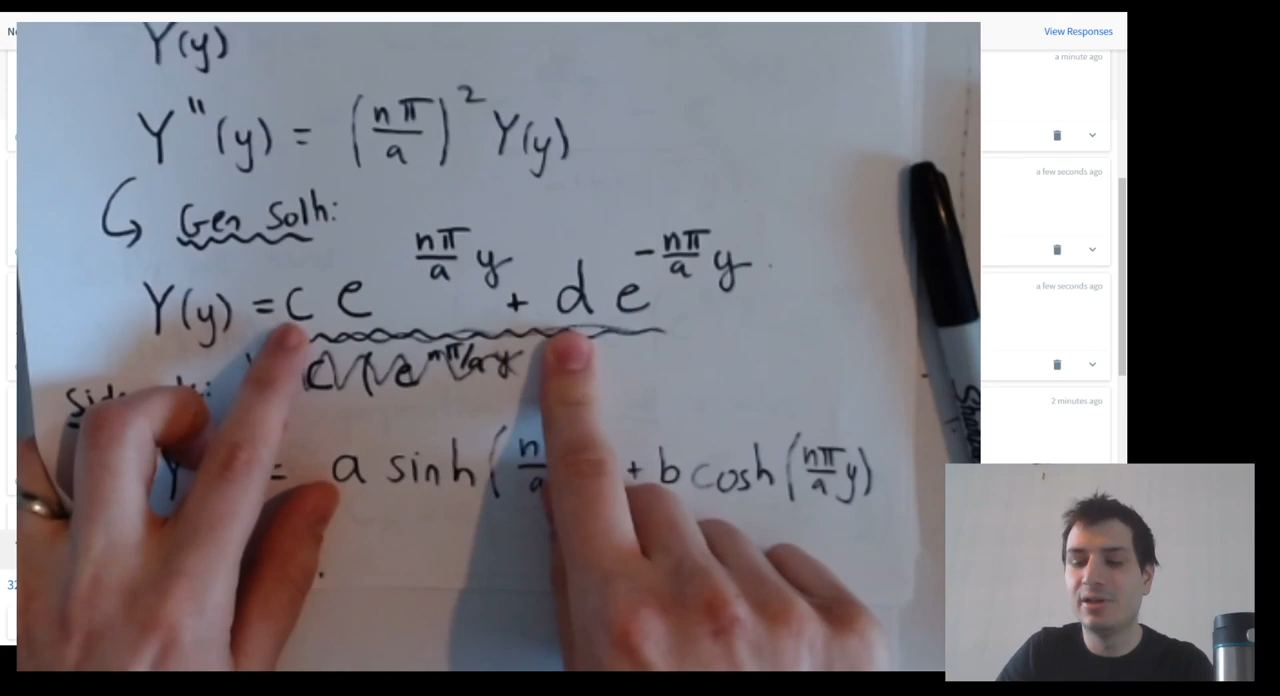 View Responses
a minute ago
Y(y)
Y"(y) = (nπ/a)² Y(y)
a few seconds ago
Gen Soln:
Y(y) = c e^{nπ/a y} + d e^{-nπ/a y}
a few seconds ago
2 minutes ago
Y = a sinh( + b cosh(nπ/a y)